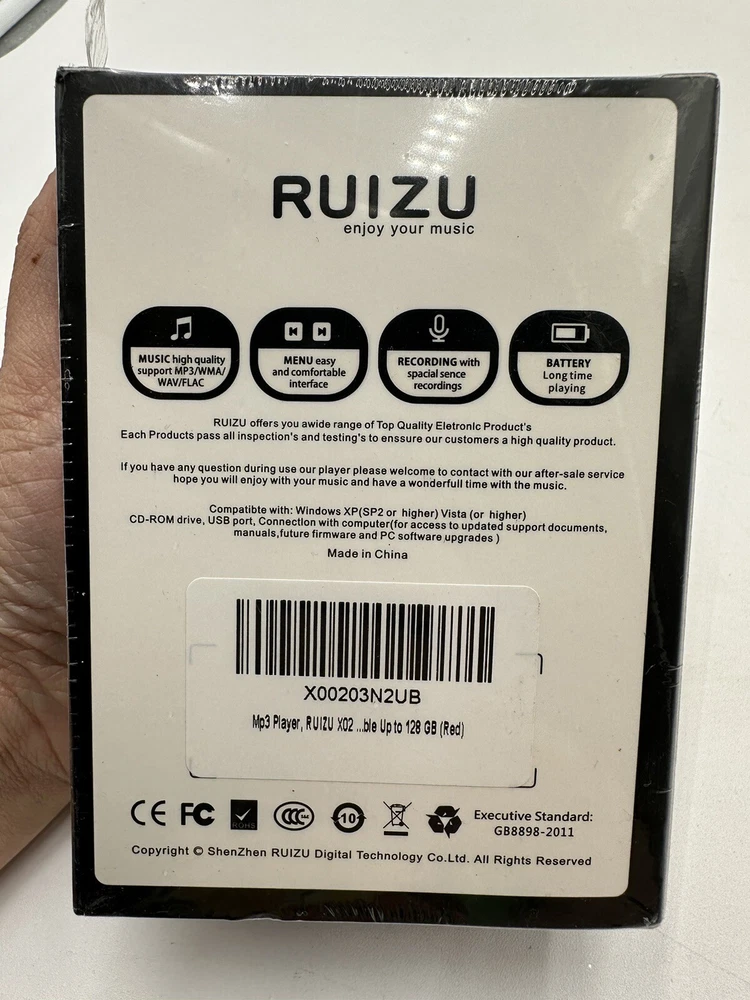 RUIZU
enjoy your music
MUSIC high quality
support MP3/WMA/
WAV/FLAC
MENU easy
and comfortable
interface
RECORDING with
spacial sence
recordings
BATTERY
Long time
playing
RUIZU offers you awide range of Top Quality Eletronlc Product's
Each Products pass all inspection's and testing's to enssure our customers a high quality product.
If you have any question during use our player please welcome to contact with our after-sale service
hope you will enjoy with your music and have a wonderfull time with the music.
Compatibte with: Windows XP(SP2 or higher) Vista (or higher)
CD-ROM drive, USB port, Connectlon with computer(for access to updated support documents,
manuals,future firmware and PC software upgrades )
Made in China
X00203N2UB
Mp3 Player, RUIZU X02 ...ble Up to 128 GB (Red)
CE FC ROHS CCC 10
Executive Standard:
GB8898-2011
Copyright © ShenZhen RUIZU Digital Technology Co.Ltd. All Rights Reserved